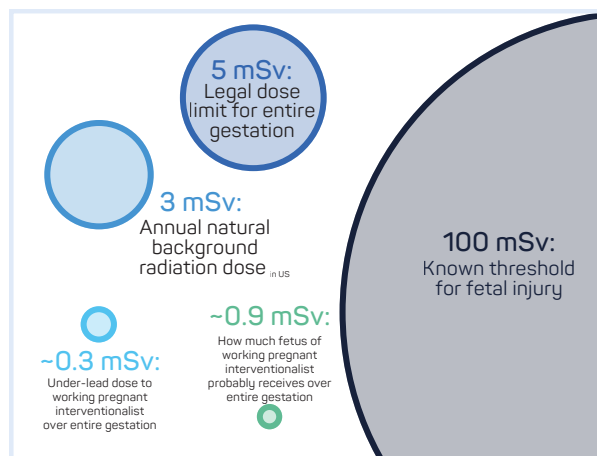 5 mSv:
Legal dose
limit for entire
gestation
3 mSv:
Annual natural
background
radiation dose in US
100 mSv:
Known threshold
for fetal injury
~0.3 mSv:
Under-lead dose to
working pregnant
interventionalist
over entire gestation
~0.9 mSv:
How much fetus of
working pregnant
interventionalist
probably receives over
entire gestation